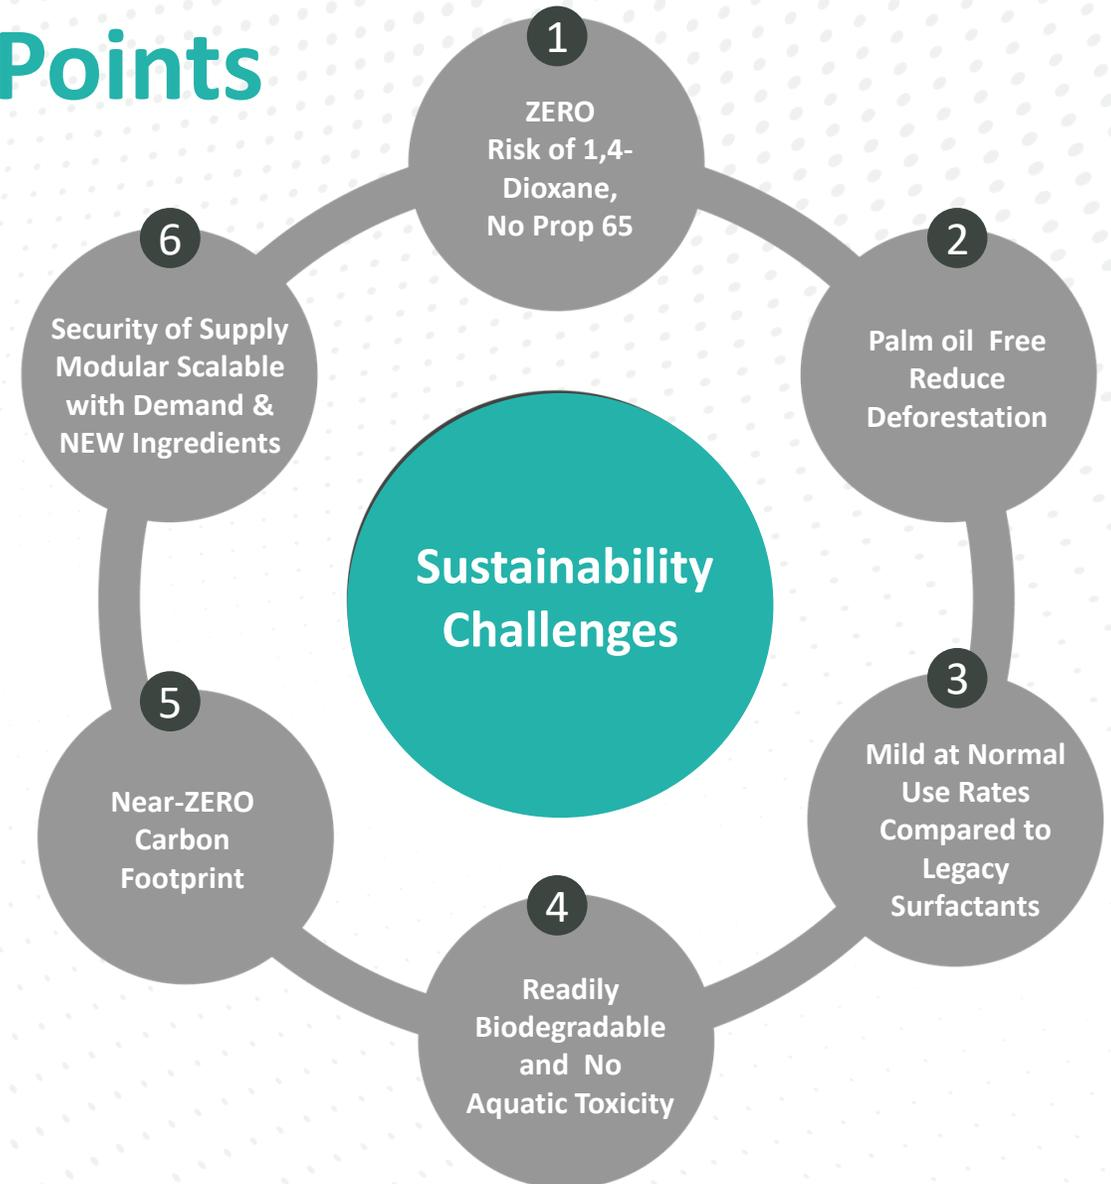 Points
1
ZERO
Risk of 1,4-
Dioxane,
No Prop 65
2
Palm oil  Free
Reduce
Deforestation
3
Mild at Normal
Use Rates
Compared to
Legacy
Surfactants
4
Readily
Biodegradable
and  No
Aquatic Toxicity
5
Near-ZERO
Carbon
Footprint
6
Security of Supply
Modular Scalable
with Demand &
NEW Ingredients
Sustainability
Challenges